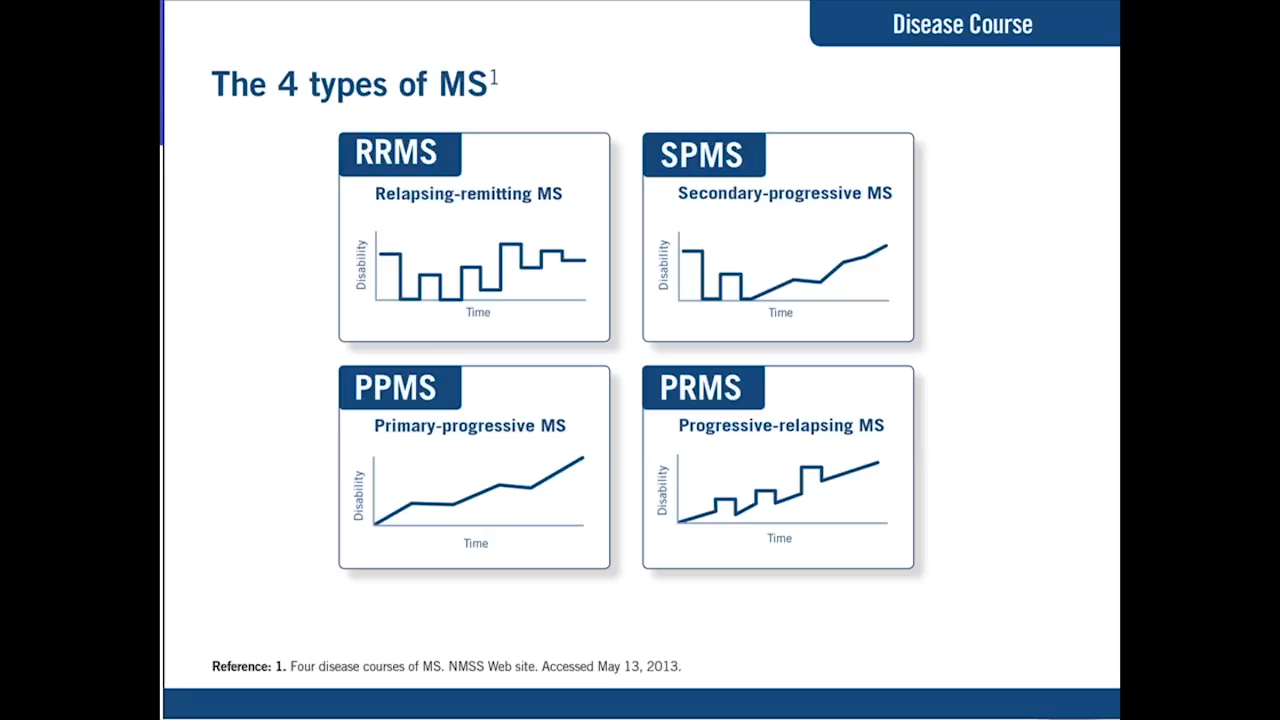 Disease Course
The 4 types of MS¹
RRMS
Relapsing-remitting MS
Disability
Time
SPMS
Secondary-progressive MS
Disability
Time
PPMS
Primary-progressive MS
Disability
Time
PRMS
Progressive-relapsing MS
Disability
Time
Reference: 1. Four disease courses of MS. NMSS Web site. Accessed May 13, 2013.